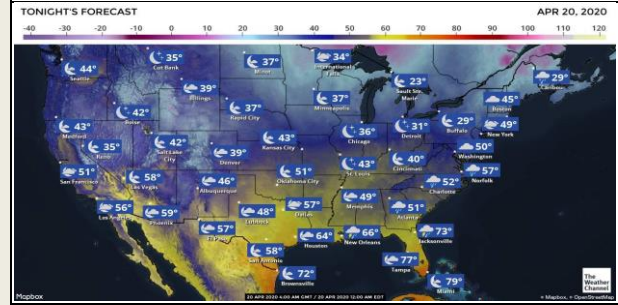 TONIGHT'S FORECAST
APR 20, 2020
-40 -30 -20 -10 0 10 20 30 40 50 60 70 80 90 100 110 120
44°
Seattle
35°
Cut Bank
37°
Minot
34°
International Falls
29°
Caribou
39°
Billings
23°
Sault Ste. Marie
43°
Medford
42°
Boise
37°
Rapid City
37°
Minneapolis
45°
Boston
35°
Reno
42°
Salt Lake City
43°
Kansas City
36°
Chicago
31°
Detroit
29°
Buffalo
49°
New York
39°
Denver
50°
Washington
51°
San Francisco
58°
Las Vegas
46°
Albuquerque
51°
Oklahoma City
43°
St. Louis
40°
Cincinnati
57°
Norfolk
52°
Charlotte
56°
Los Angeles
59°
Phoenix
48°
Lubbock
57°
Dallas
49°
Memphis
51°
Atlanta
57°
El Paso
64°
Houston
66°
New Orleans
73°
Jacksonville
58°
San Antonio
72°
Brownsville
77°
Tampa
79°
Miami
The
Weather
Channel
Mapbox
20 APR 2020 4:00 AM GMT / 20 APR 2020 12:00 AM EDT
© Mapbox, © OpenStreetMap